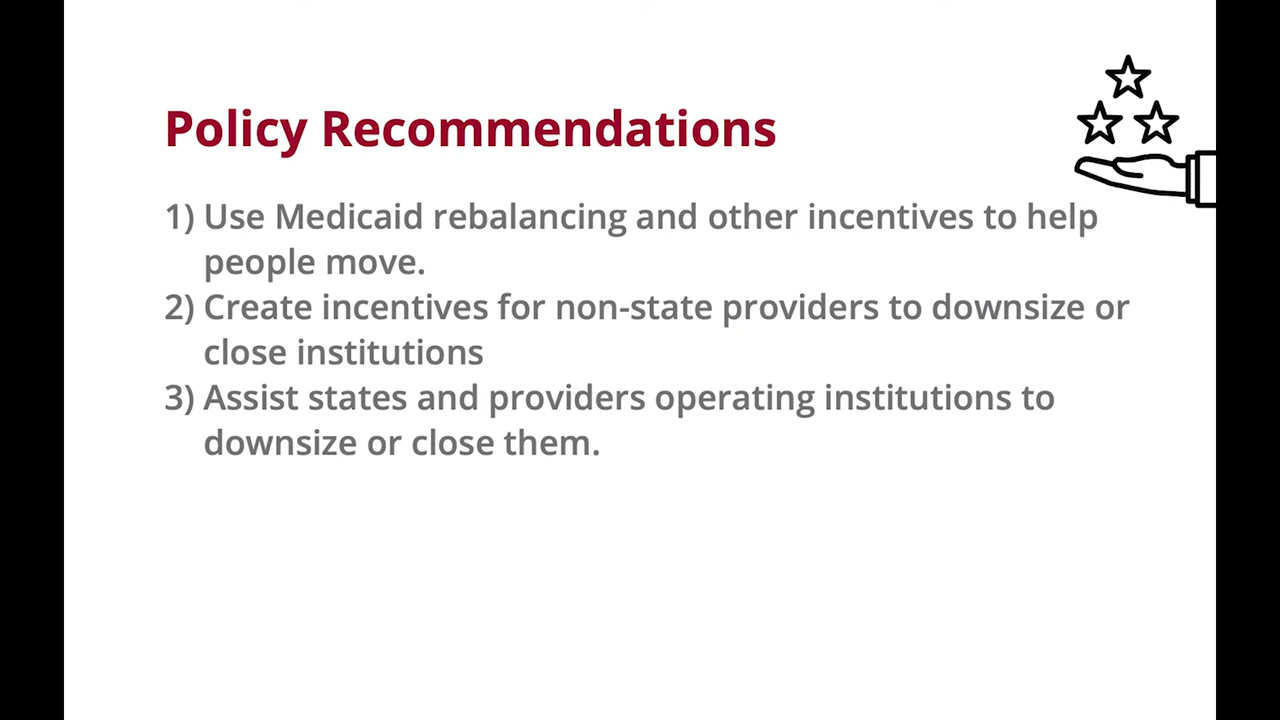 Policy Recommendations
1) Use Medicaid rebalancing and other incentives to help
people move.
2) Create incentives for non-state providers to downsize or
close institutions
3) Assist states and providers operating institutions to
downsize or close them.